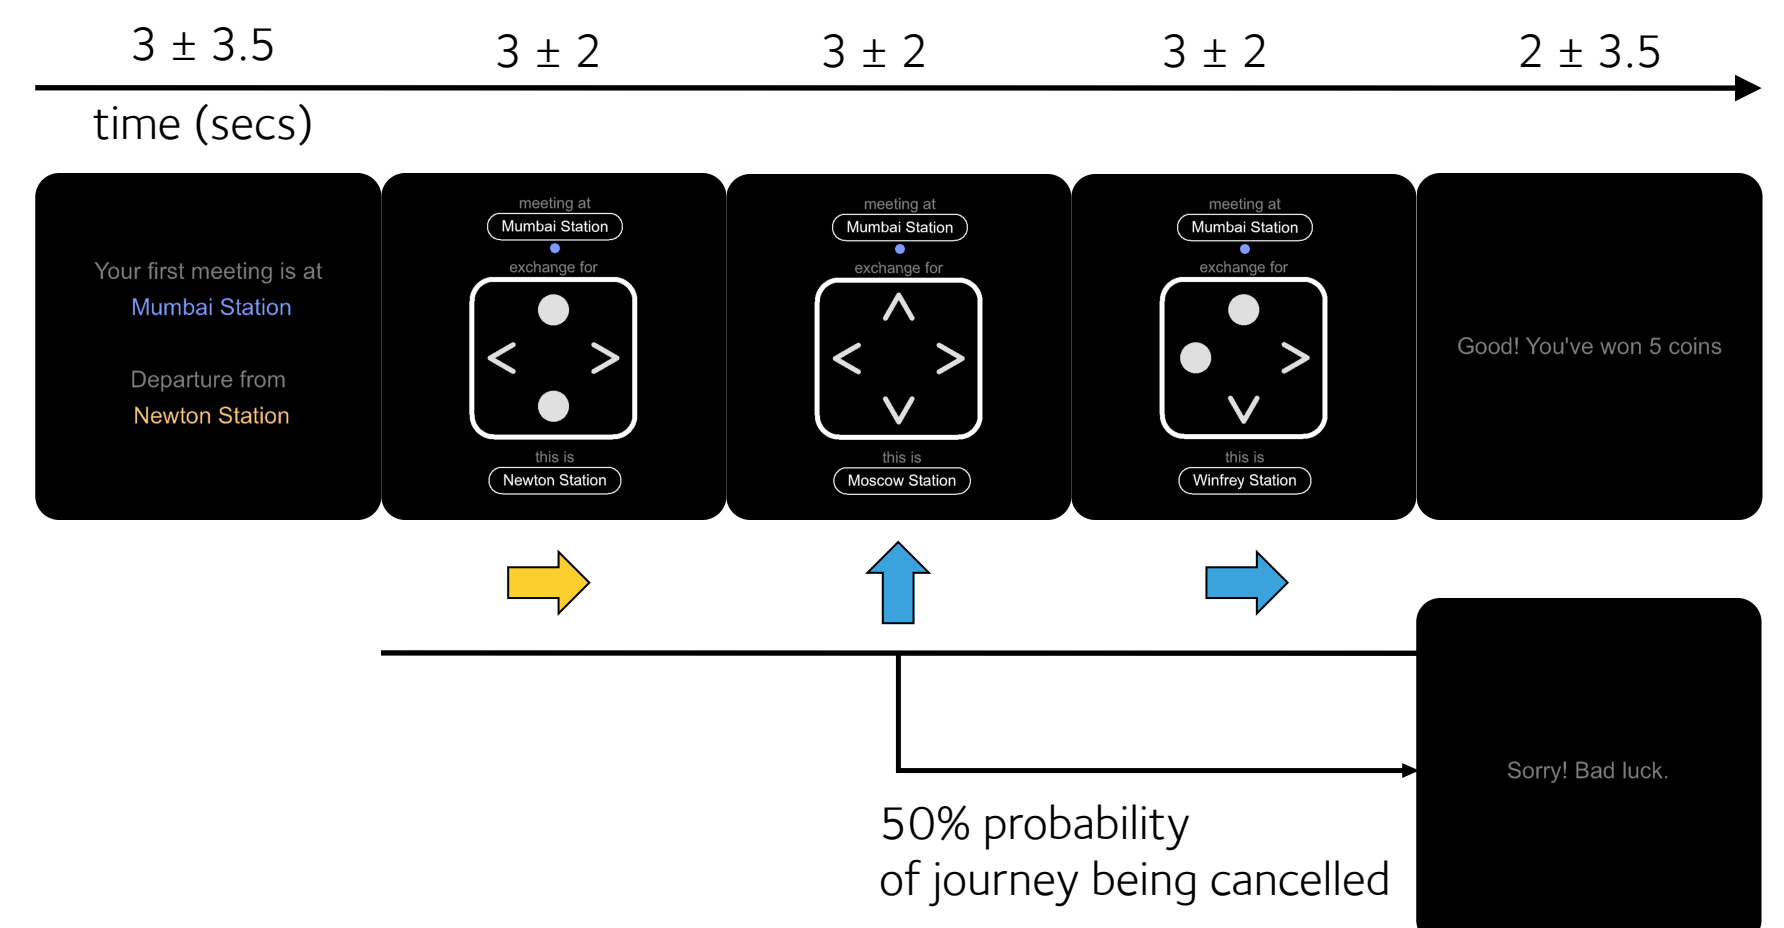 3 ± 3.5
3 ± 2
3 ± 2
3 ± 2
2 ± 3.5
time (secs)
Your first meeting is at
Mumbai Station
Departure from
Newton Station
meeting at
Mumbai Station
exchange for
this is
Newton Station
meeting at
Mumbai Station
exchange for
this is
Moscow Station
meeting at
Mumbai Station
exchange for
this is
Winfrey Station
Good! You've won 5 coins
Sorry! Bad luck.
50% probability
of journey being cancelled